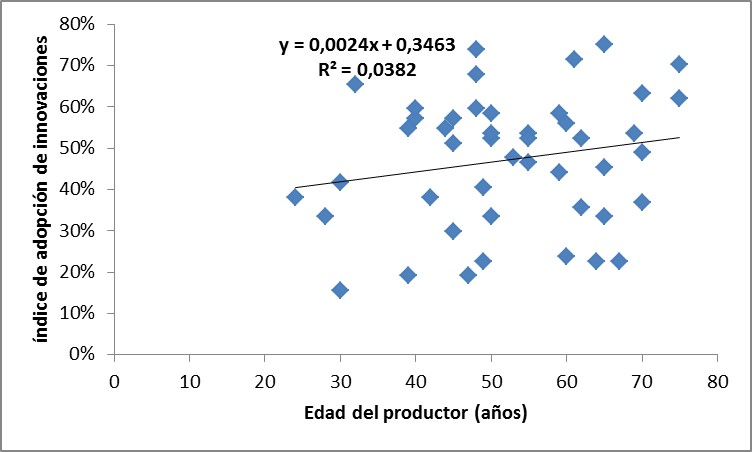 80%
y = 0,0024x + 0,3463
R² = 0,0382
70%
60%
50%
40%
30%
20%
10%
0%
índice de adopción de innovaciones
0 10 20 30 40 50 60 70 80
Edad del productor (años)